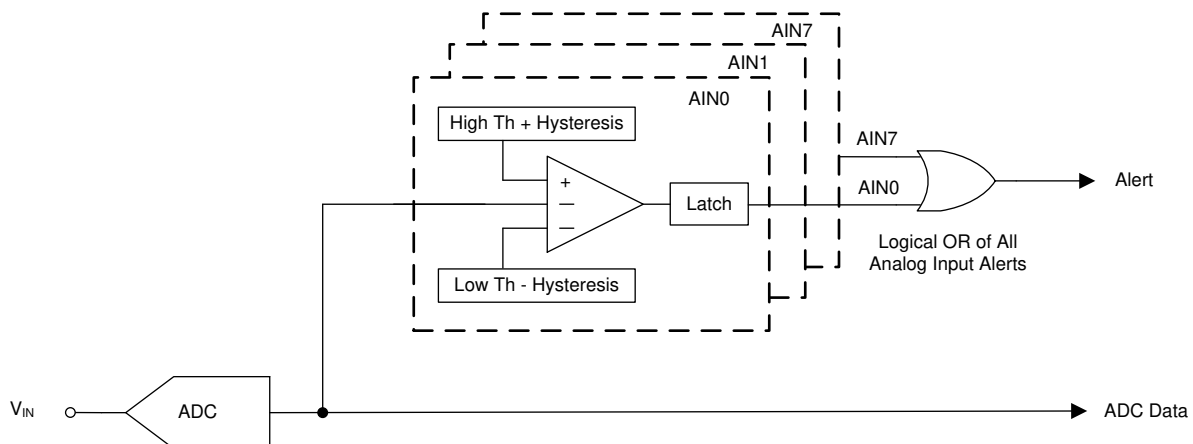 AIN7
AIN1
AIN0
High Th + Hysteresis
+
—
—
Latch
Low Th - Hysteresis
AIN7
AIN0
Alert
Logical OR of All
Analog Input Alerts
VIN
ADC
ADC Data